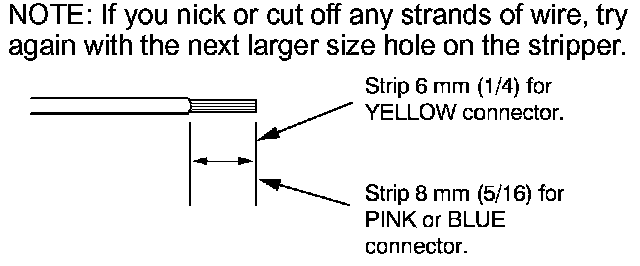 NOTE: If you nick or cut off any strands of wire, try
again with the next larger size hole on the stripper.
Strip 6 mm (1/4) for
YELLOW connector.
Strip 8 mm (5/16) for
PINK or BLUE
connector.